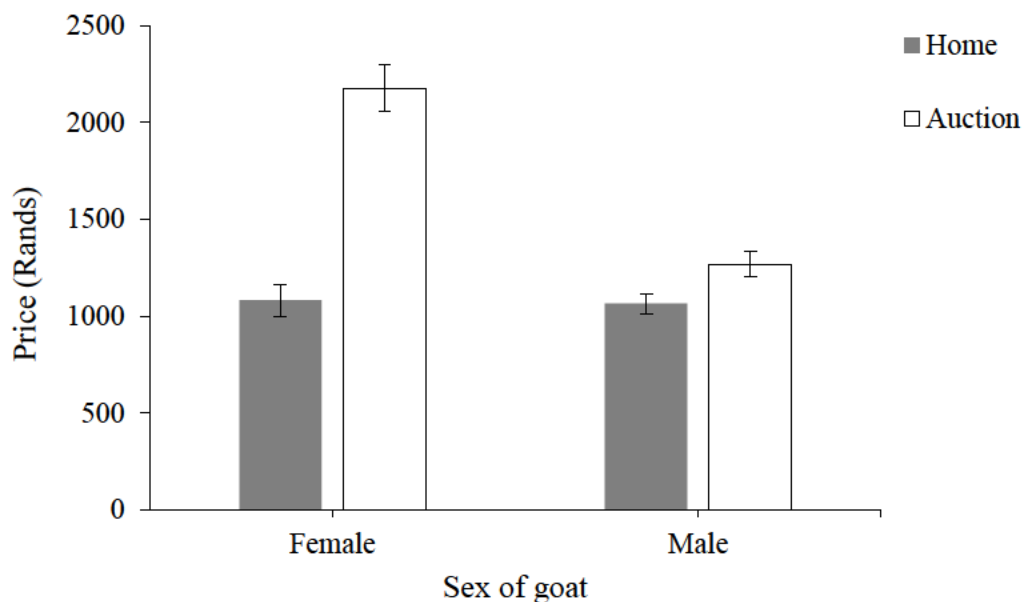 2500
2000
1500
1000
500
0
Price (Rands)
Female
Male
Sex of goat
Home
Auction